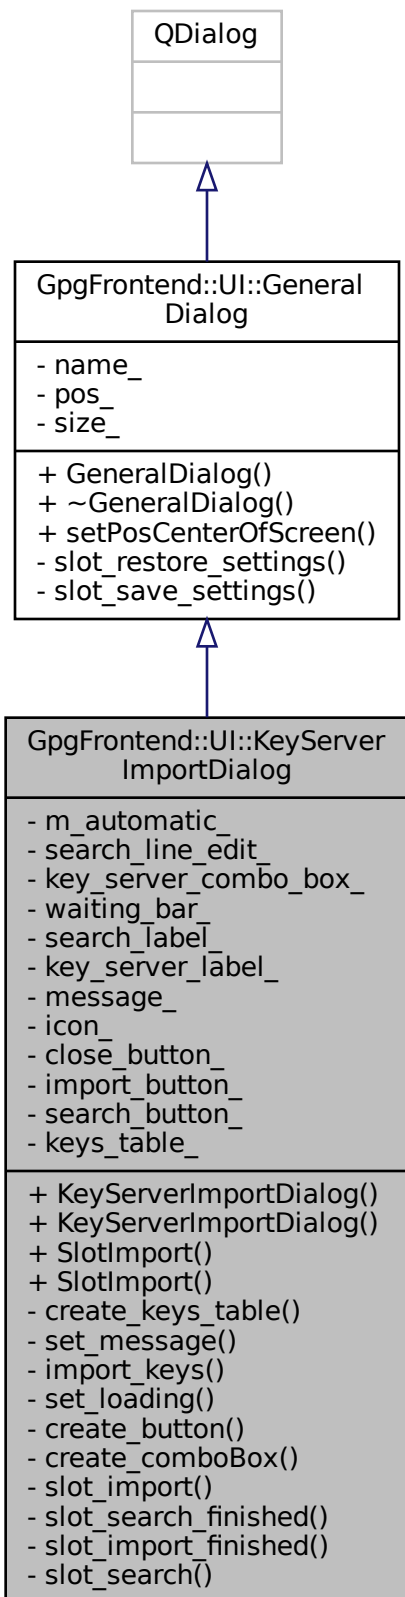 QDialog
GpgFrontend::UI::General
Dialog
- name_
- pos_
- size_
+ GeneralDialog()
+ ~GeneralDialog()
+ setPosCenterOfScreen()
- slot_restore_settings()
- slot_save_settings()
GpgFrontend::UI::KeyServer
ImportDialog
- m_automatic_
- search_line_edit_
- key_server_combo_box_
- waiting_bar_
- search_label_
- key_server_label_
- message_
- icon_
- close_button_
- import_button_
- search_button_
- keys_table_
+ KeyServerImportDialog()
+ KeyServerImportDialog()
+ SlotImport()
+ SlotImport()
- create_keys_table()
- set_message()
- import_keys()
- set_loading()
- create_button()
- create_comboBox()
- slot_import()
- slot_search_finished()
- slot_import_finished()
- slot_search()